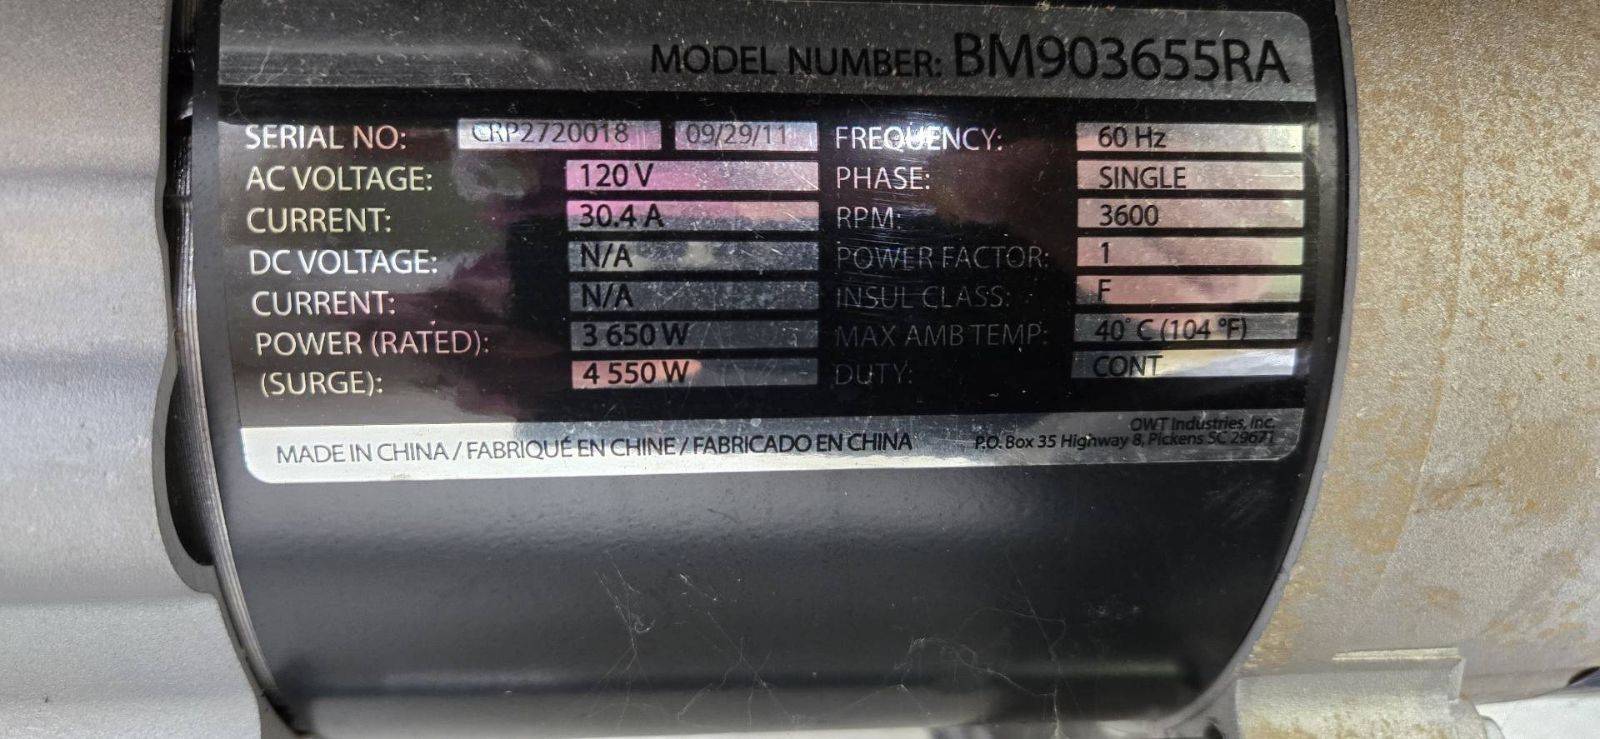 MODEL NUMBER: BM903655RA
SERIAL NO: CRP2720018 09/29/11 FREQUENCY: 60 Hz
AC VOLTAGE: 120 V PHASE: SINGLE
CURRENT: 30.4 A RPM: 3600
DC VOLTAGE: N/A POWER FACTOR: 1
CURRENT: N/A INSUL CLASS: F
POWER (RATED): 3 650 W MAX AMB TEMP: 40° C (104 °F)
(SURGE): 4 550 W DUTY: CONT
OWT Industries, Inc.
MADE IN CHINA / FABRIQUÉ EN CHINE / FABRICADO EN CHINA P.O. Box 35 Highway 8, Pickens SC 29671